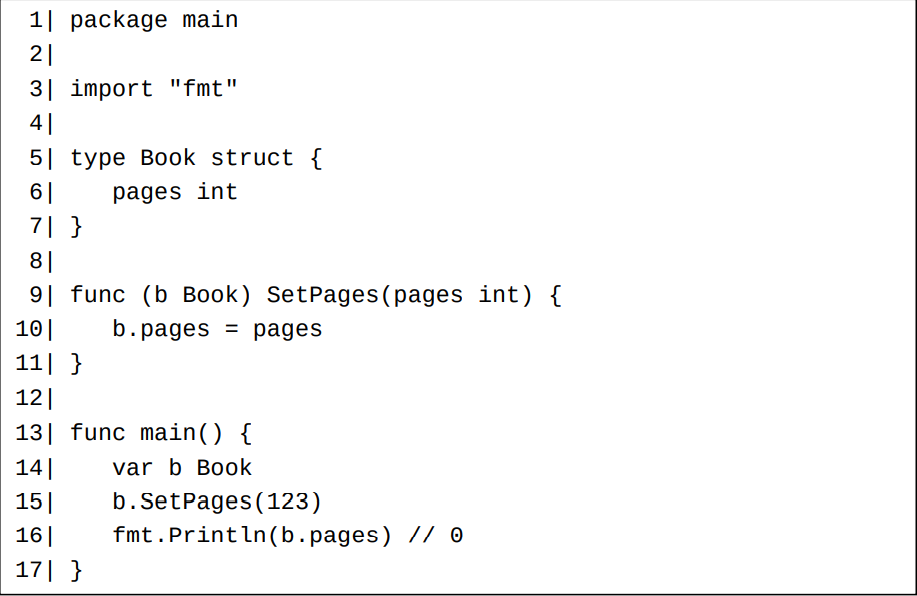 1| package main
2|
3| import "fmt"
4|
5| type Book struct {
6|    pages int
7| }
8|
9| func (b Book) SetPages(pages int) {
10|    b.pages = pages
11| }
12|
13| func main() {
14|    var b Book
15|    b.SetPages(123)
16|    fmt.Println(b.pages) // 0
17| }